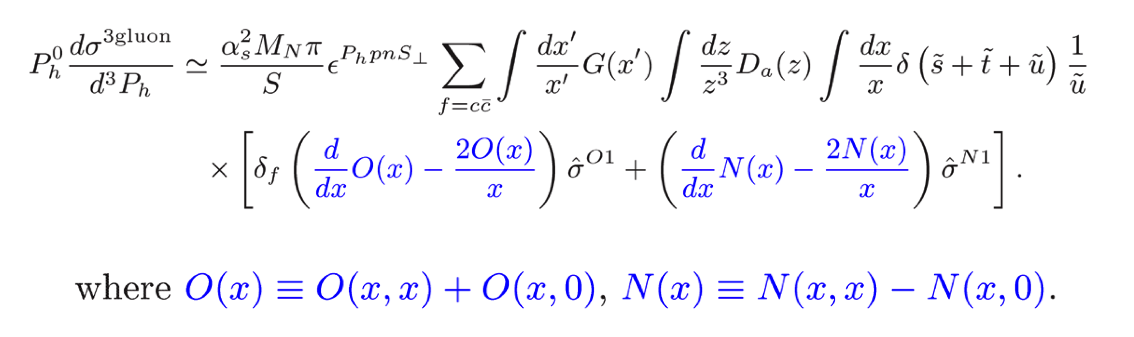 P_h^0 \frac{d\sigma^{3\text{gluon}}}{d^3 P_h} \simeq \frac{\alpha_s^2 M_N \pi}{S} \epsilon^{P_h p n S_\perp} \sum_{f=c\bar{c}} \int \frac{dx'}{x'} G(x') \int \frac{dz}{z^3} D_a(z) \int \frac{dx}{x} \delta \left( \tilde{s} + \tilde{t} + \tilde{u} \right) \frac{1}{\tilde{u}}
\times \left[ \delta_f \left( \frac{d}{dx} O(x) - \frac{2O(x)}{x} \right) \hat{\sigma}^{O1} + \left( \frac{d}{dx} N(x) - \frac{2N(x)}{x} \right) \hat{\sigma}^{N1} \right].
where O(x) ≡ O(x, x) + O(x, 0), N(x) ≡ N(x, x) − N(x, 0).